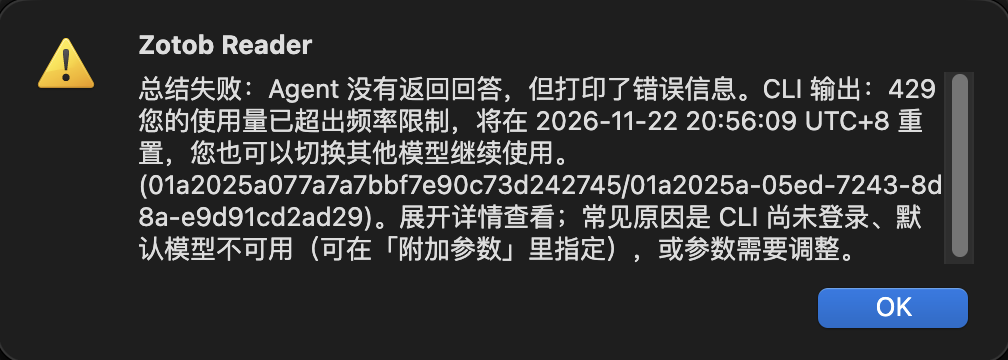 Zotob Reader
总结失败：Agent 没有返回回答，但打印了错误信息。CLI 输出：429
您的使用量已超出频率限制，将在 2026-11-22 20:56:09 UTC+8 重
置，您也可以切换其他模型继续使用。
(01a2025a077a7a7bbf7e90c73d242745/01a2025a-05ed-7243-8d
8a-e9d91cd2ad29)。展开详情查看；常见原因是 CLI 尚未登录、默
认模型不可用（可在「附加参数」里指定），或参数需要调整。
OK